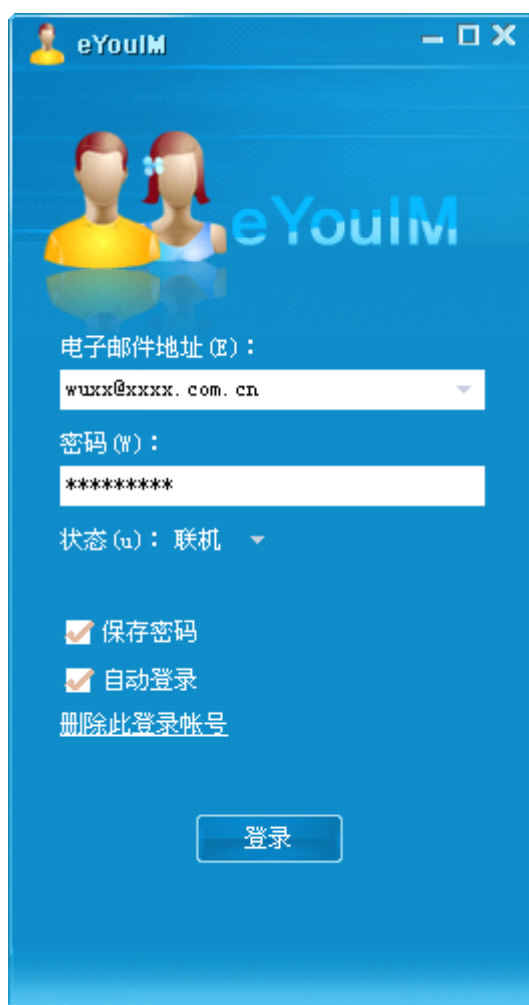 eYouIM
eYouIM
电子邮件地址(E)：
wuxx@xxxx.com.cn
密码(W)：
*********
状态(u)：联机
保存密码
自动登录
删除此登录帐号
登录